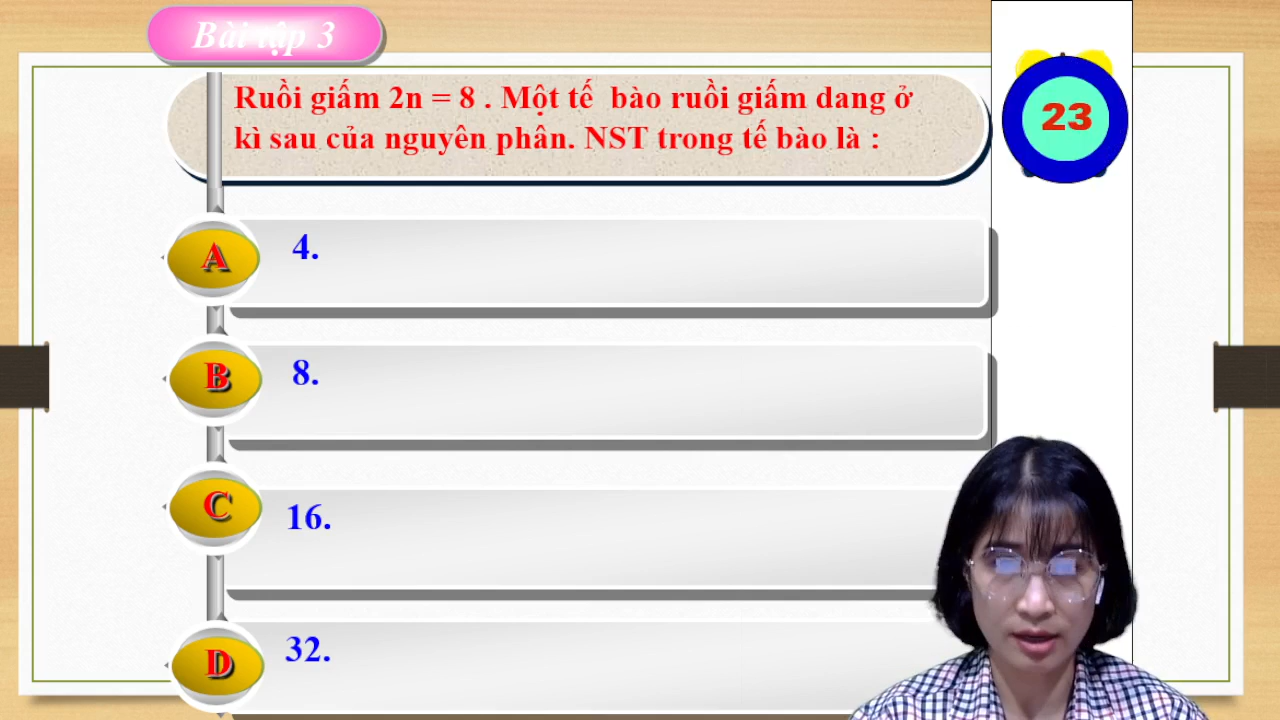 Bài tập 3
Ruồi giấm 2n = 8 . Một tế bào ruồi giấm dang ở
kì sau của nguyên phân. NST trong tế bào là :
23
A 4.
B 8.
C 16.
D 32.